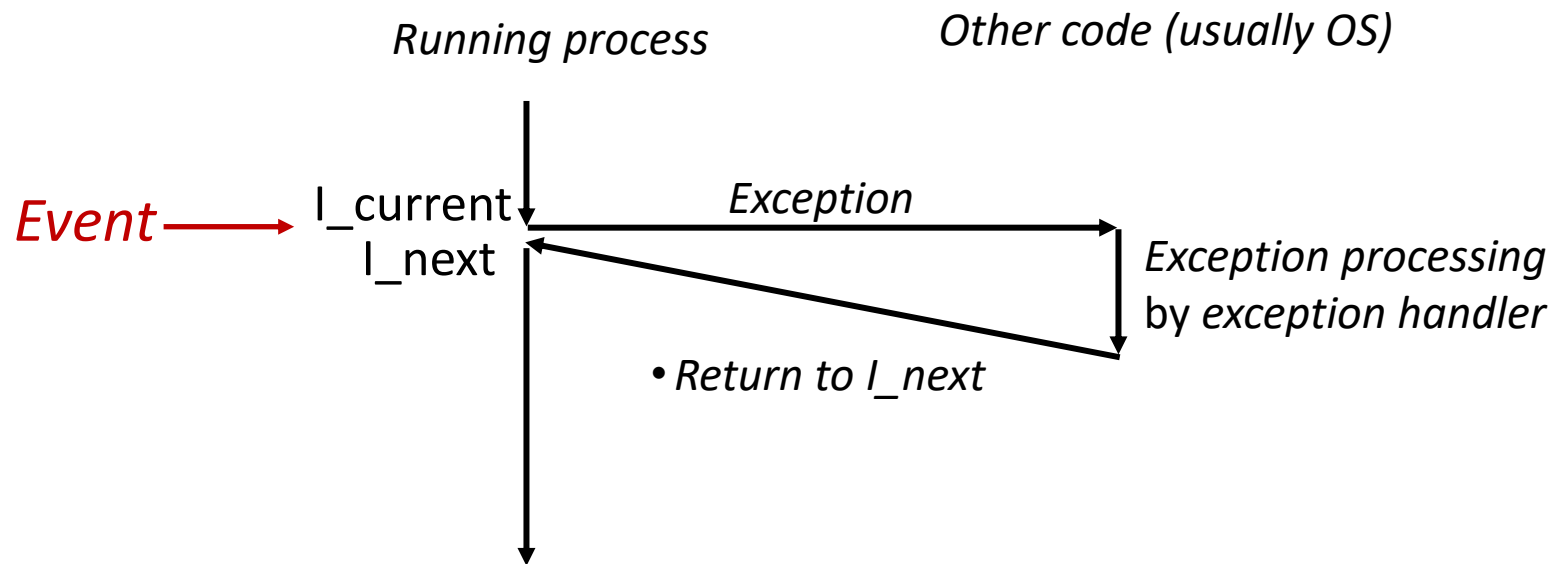 Running process
Other code (usually OS)
Event
I_current
I_next
Exception
Exception processing
by exception handler
• Return to I_next